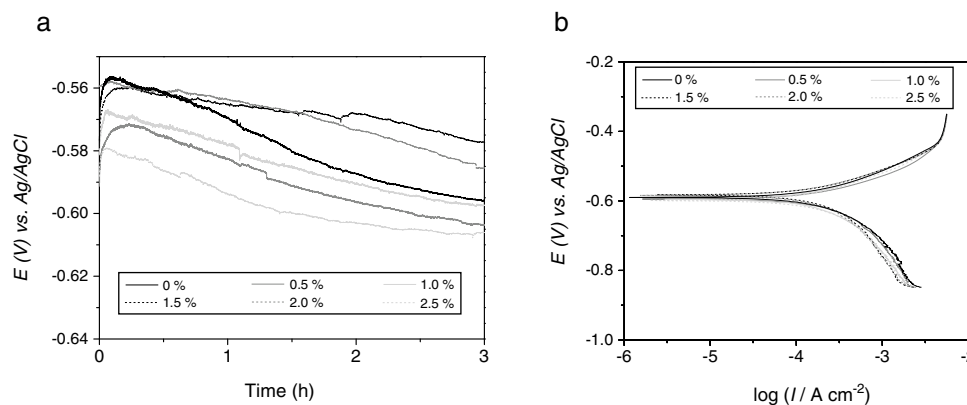 a
E (V) vs. Ag/AgCl
-0.56
-0.58
-0.60
-0.62
-0.64
0 % 0.5 % 1.0 %
1.5 % 2.0 % 2.5 %
0 1 2 3
Time (h)
b
E (V) vs. Ag/AgCl
-0.2
-0.4
-0.6
-0.8
-1.0
0 % 0.5 % 1.0 %
1.5 % 2.0 % 2.5 %
-6 -5 -4 -3 -2
log (I / A cm-2)